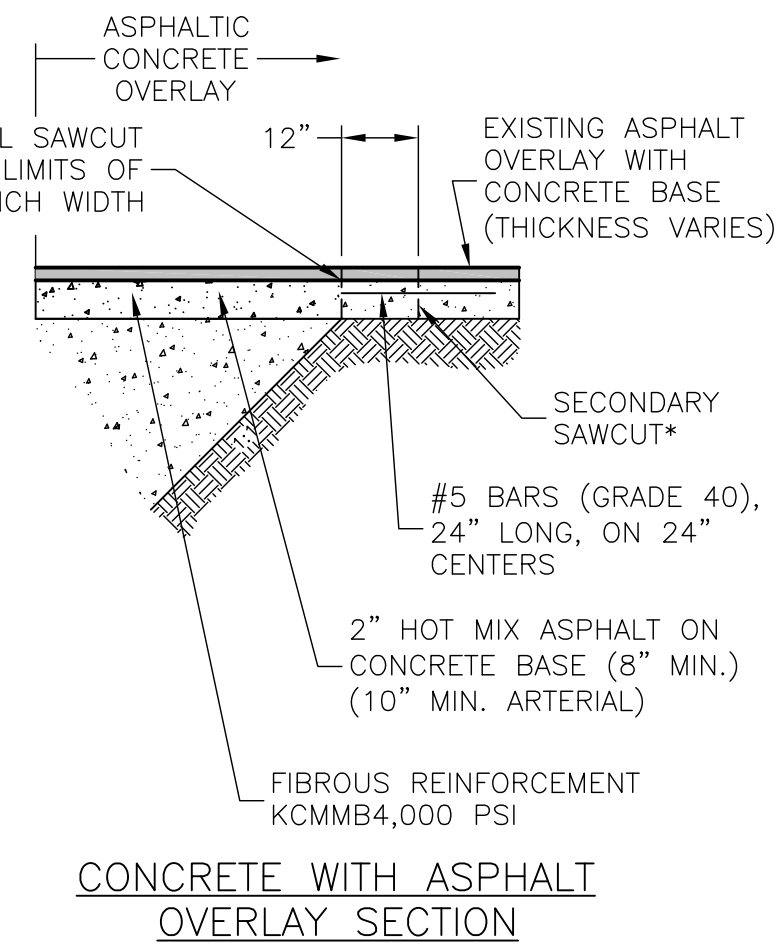 ASPHALTIC
CONCRETE
OVERLAY
SAWCUT
LIMITS OF
WIDTH
12"
EXISTING ASPHALT
OVERLAY WITH
CONCRETE BASE
(THICKNESS VARIES)
SECONDARY
SAWCUT*
#5 BARS (GRADE 40),
24" LONG, ON 24"
CENTERS
2" HOT MIX ASPHALT ON
CONCRETE BASE (8" MIN.)
(10" MIN. ARTERIAL)
FIBROUS REINFORCEMENT
KCMMB4,000 PSI
CONCRETE WITH ASPHALT
OVERLAY SECTION